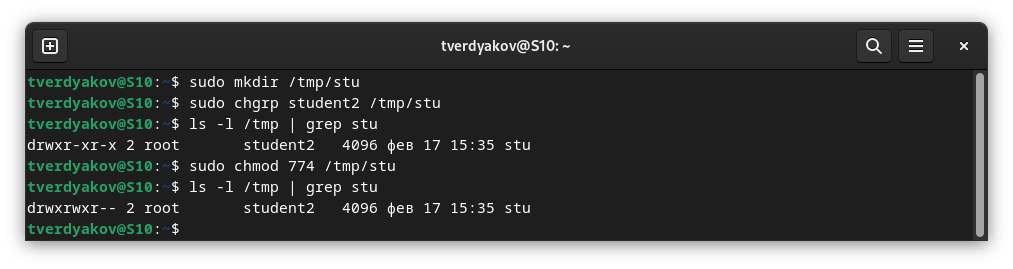 tverdyakov@S10: ~
tverdyakov@S10:~$ sudo mkdir /tmp/stu
tverdyakov@S10:~$ sudo chgrp student2 /tmp/stu
tverdyakov@S10:~$ ls -l /tmp | grep stu
drwxr-xr-x 2 root       student2   4096 фев 17 15:35 stu
tverdyakov@S10:~$ sudo chmod 774 /tmp/stu
tverdyakov@S10:~$ ls -l /tmp | grep stu
drwxrwxr-- 2 root       student2   4096 фев 17 15:35 stu
tverdyakov@S10:~$